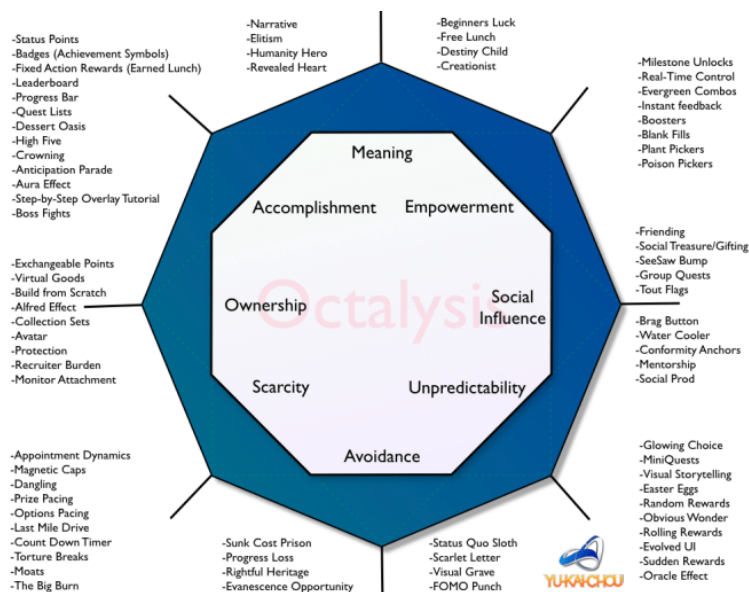 -Narrative
-Elitism
-Humanity Hero
-Revealed Heart
-Beginners Luck
-Free Lunch
-Destiny Child
-Creationist
-Status Points
-Badges (Achievement Symbols)
-Fixed Action Rewards (Earned Lunch)
-Leaderboard
-Progress Bar
-Quest Lists
-Dessert Oasis
-High Five
-Crowning
-Anticipation Parade
-Aura Effect
-Step-by-Step Overlay Tutorial
-Boss Fights
-Milestone Unlocks
-Real-Time Control
-Evergreen Combos
-Instant feedback
-Boosters
-Blank Fills
-Plant Pickers
-Poison Pickers
Meaning
Accomplishment
Empowerment
Ownership
Social
Influence
Octalysis
Scarcity
Unpredictability
Avoidance
-Exchangeable Points
-Virtual Goods
-Build from Scratch
-Alfred Effect
-Collection Sets
-Avatar
-Protection
-Recruiter Burden
-Monitor Attachment
-Friending
-Social Treasure/Gifting
-SeeSaw Bump
-Group Quests
-Tout Flags
-Brag Button
-Water Cooler
-Conformity Anchors
-Mentorship
-Social Prod
-Appointment Dynamics
-Magnetic Caps
-Dangling
-Prize Pacing
-Options Pacing
-Last Mile Drive
-Count Down Timer
-Torture Breaks
-Moats
-The Big Burn
-Sunk Cost Prison
-Progress Loss
-Rightful Heritage
-Evanescence Opportunity
-Status Quo Sloth
-Scarlet Letter
-Visual Grave
-FOMO Punch
-Glowing Choice
-MiniQuests
-Visual Storytelling
-Easter Eggs
-Random Rewards
-Obvious Wonder
-Rolling Rewards
-Evolved UI
-Sudden Rewards
-Oracle Effect
YU-KAI CHOU